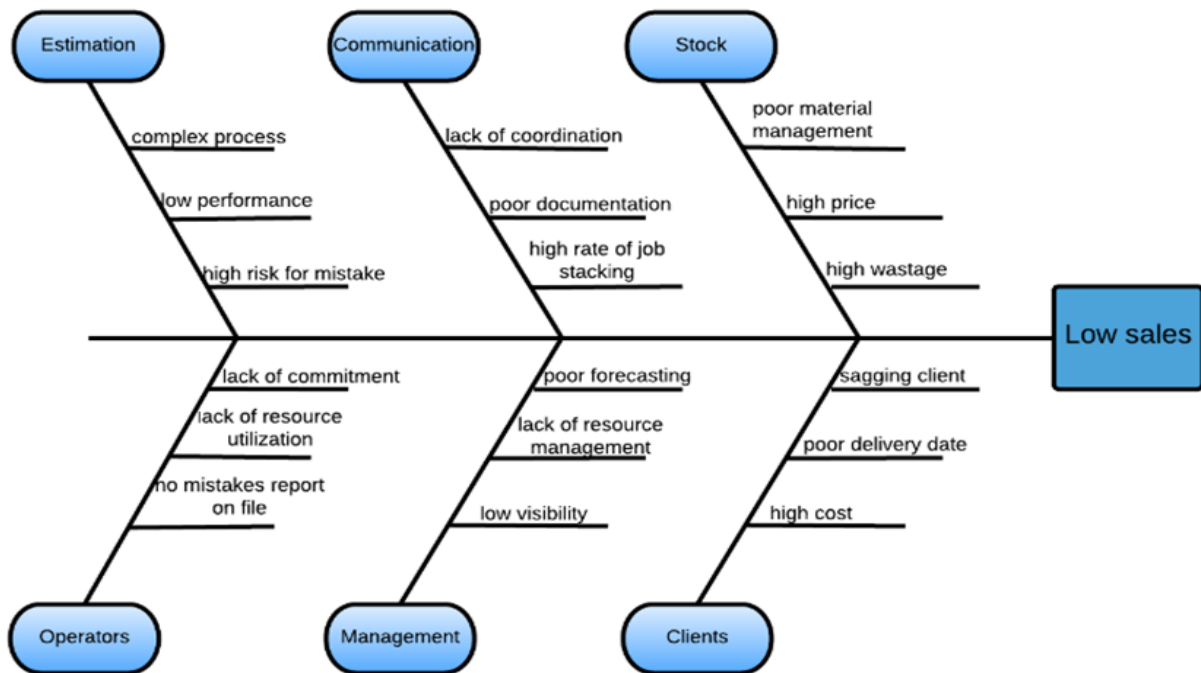 Estimation
Communication
Stock
complex process
low performance
high risk for mistake
lack of coordination
poor documentation
high rate of job
stacking
poor material
management
high price
high wastage
Low sales
lack of commitment
lack of resource
utilization
no mistakes report
on file
poor forecasting
lack of resource
management
low visibility
sagging client
poor delivery date
high cost
Operators
Management
Clients